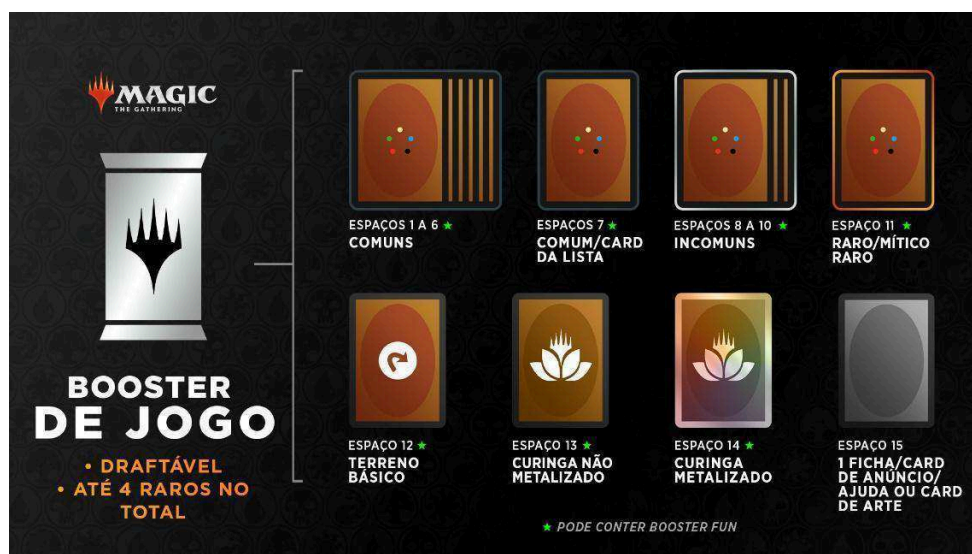 MAGIC
THE GATHERING
BOOSTER
DE JOGO
• DRAFTÁVEL
• ATÉ 4 RAROS NO
TOTAL
ESPAÇOS 1 A 6 ★
COMUNS
ESPAÇOS 7 ★
COMUM/CARD
DA LISTA
ESPAÇOS 8 A 10 ★
INCOMUNS
ESPAÇO 11 ★
RARO/MÍTICO
RARO
ESPAÇO 12 ★
TERRENO
BÁSICO
ESPAÇO 13 ★
CURINGA NÃO
METALIZADO
ESPAÇO 14 ★
CURINGA
METALIZADO
ESPAÇO 15
1 FICHA/CARD
DE ANÚNCIO/
AJUDA OU CARD
DE ARTE
★ PODE CONTER BOOSTER FUN